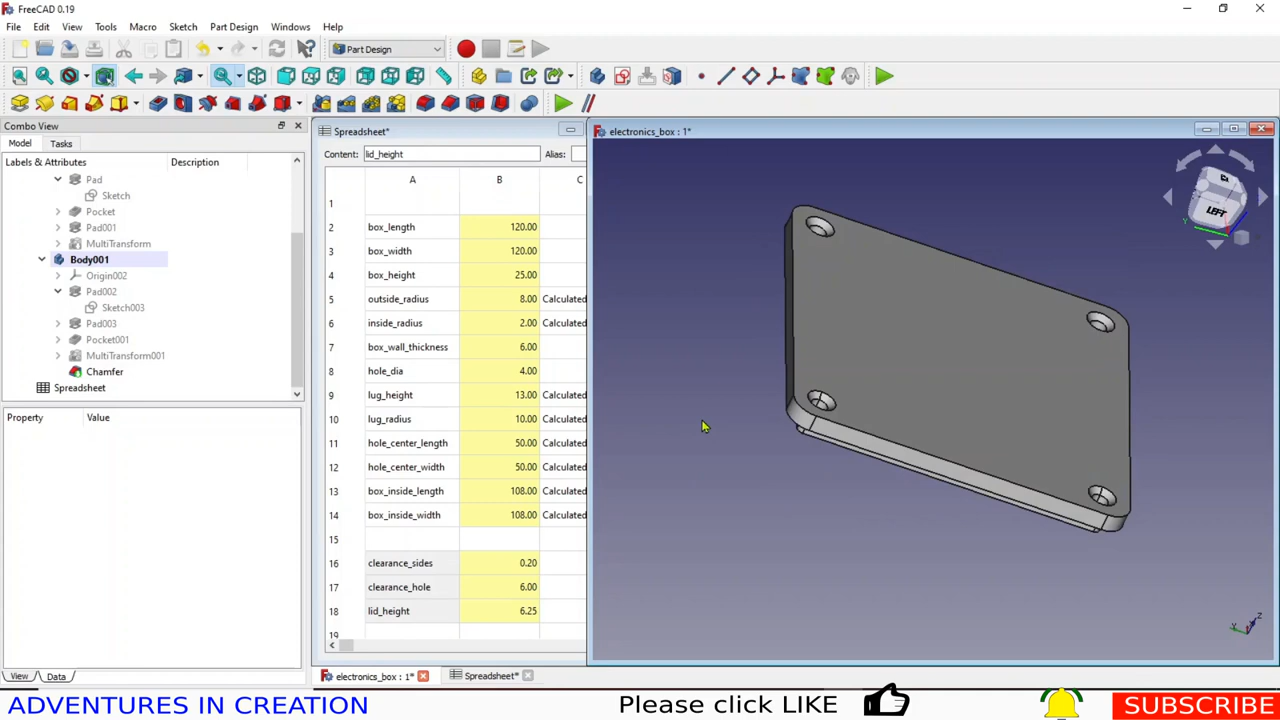 FreeCAD 0.19
File Edit View Tools Macro Sketch Part Design Windows Help
Part Design
Combo View
Model Tasks
Labels & Attributes Description
Pad
Sketch
Pocket
Pad001
MultiTransform
Body001
Origin002
Pad002
Sketch003
Pad003
Pocket001
MultiTransform001
Chamfer
Spreadsheet
Property Value
View Data
Spreadsheet*
Content: lid_height Alias:
A B C
1
2 box_length 120.00
3 box_width 120.00
4 box_height 25.00
5 outside_radius 8.00 Calculated
6 inside_radius 2.00 Calculated
7 box_wall_thickness 6.00
8 hole_dia 4.00
9 lug_height 13.00 Calculated
10 lug_radius 10.00 Calculated
11 hole_center_length 50.00 Calculated
12 hole_center_width 50.00 Calculated
13 box_inside_length 108.00 Calculated
14 box_inside_width 108.00 Calculated
15
16 clearance_sides 0.20
17 clearance_hole 6.00
18 lid_height 6.25
19
electronics_box : 1*
LEFT
Y
Z
electronics_box : 1* Spreadsheet*
ADVENTURES IN CREATION Please click LIKE SUBSCRIBE